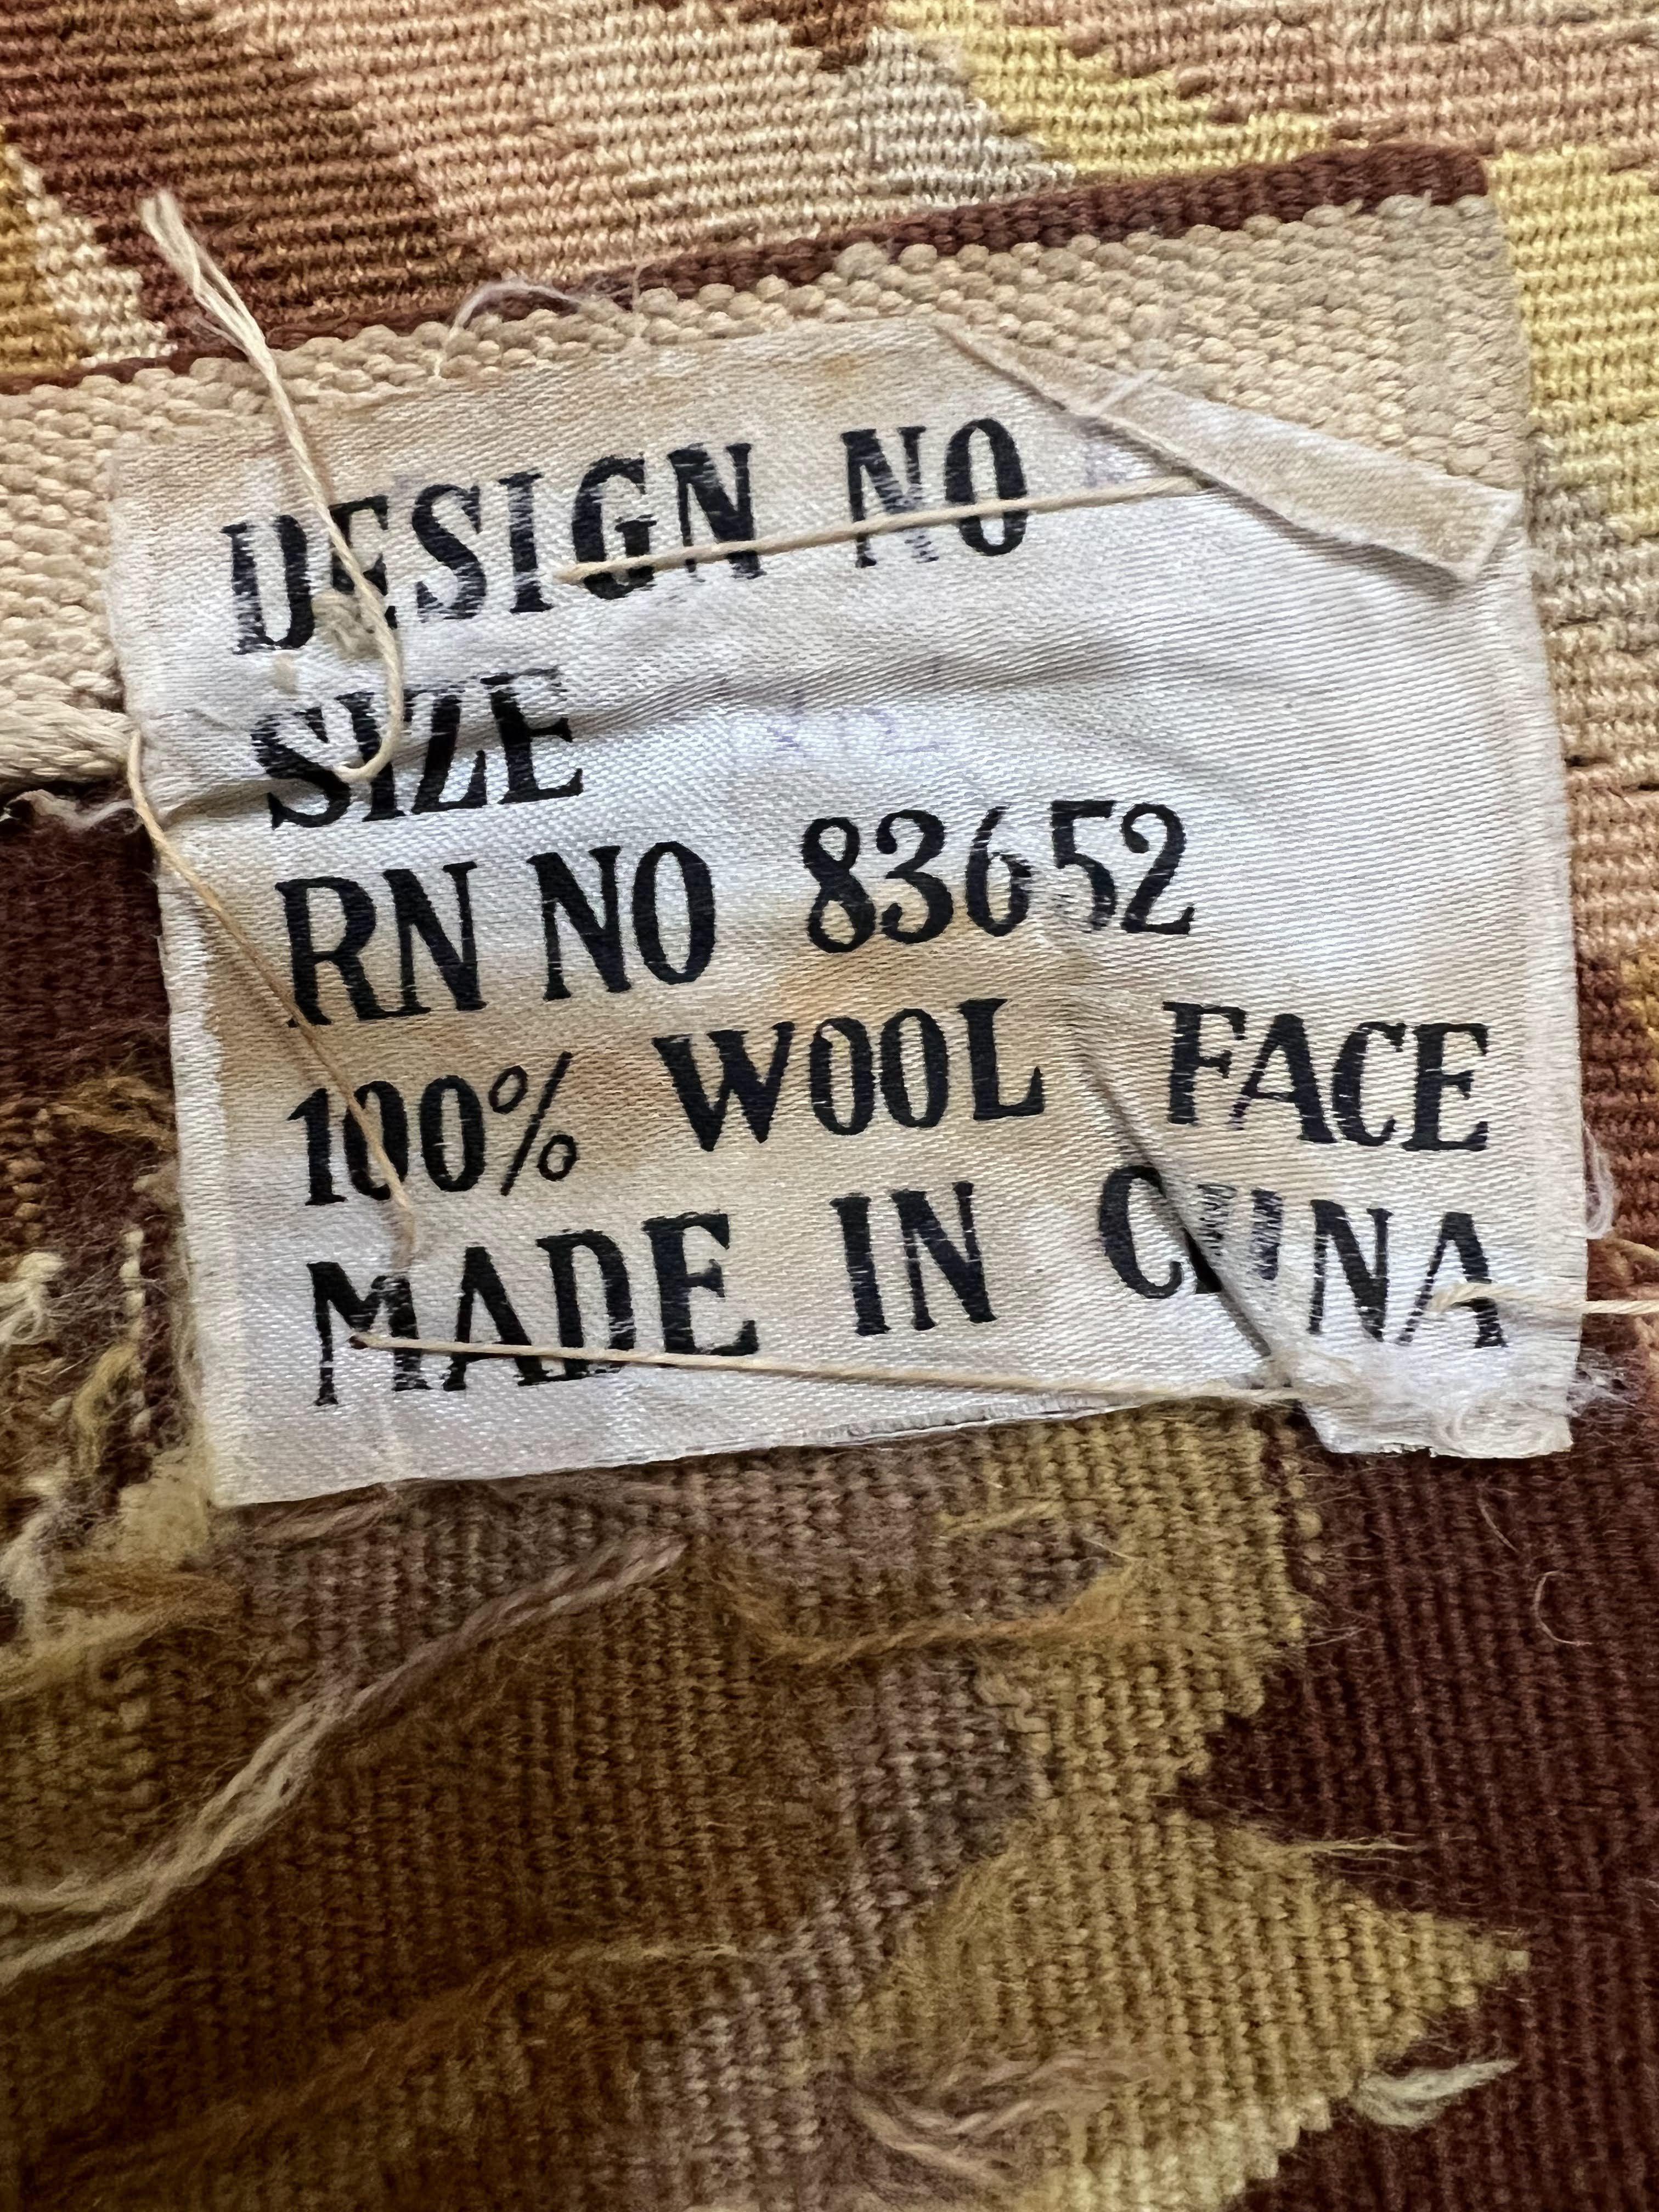 DESIGN NO
SIZE
RN NO 83652
100% WOOL FACE
MADE IN CHINA